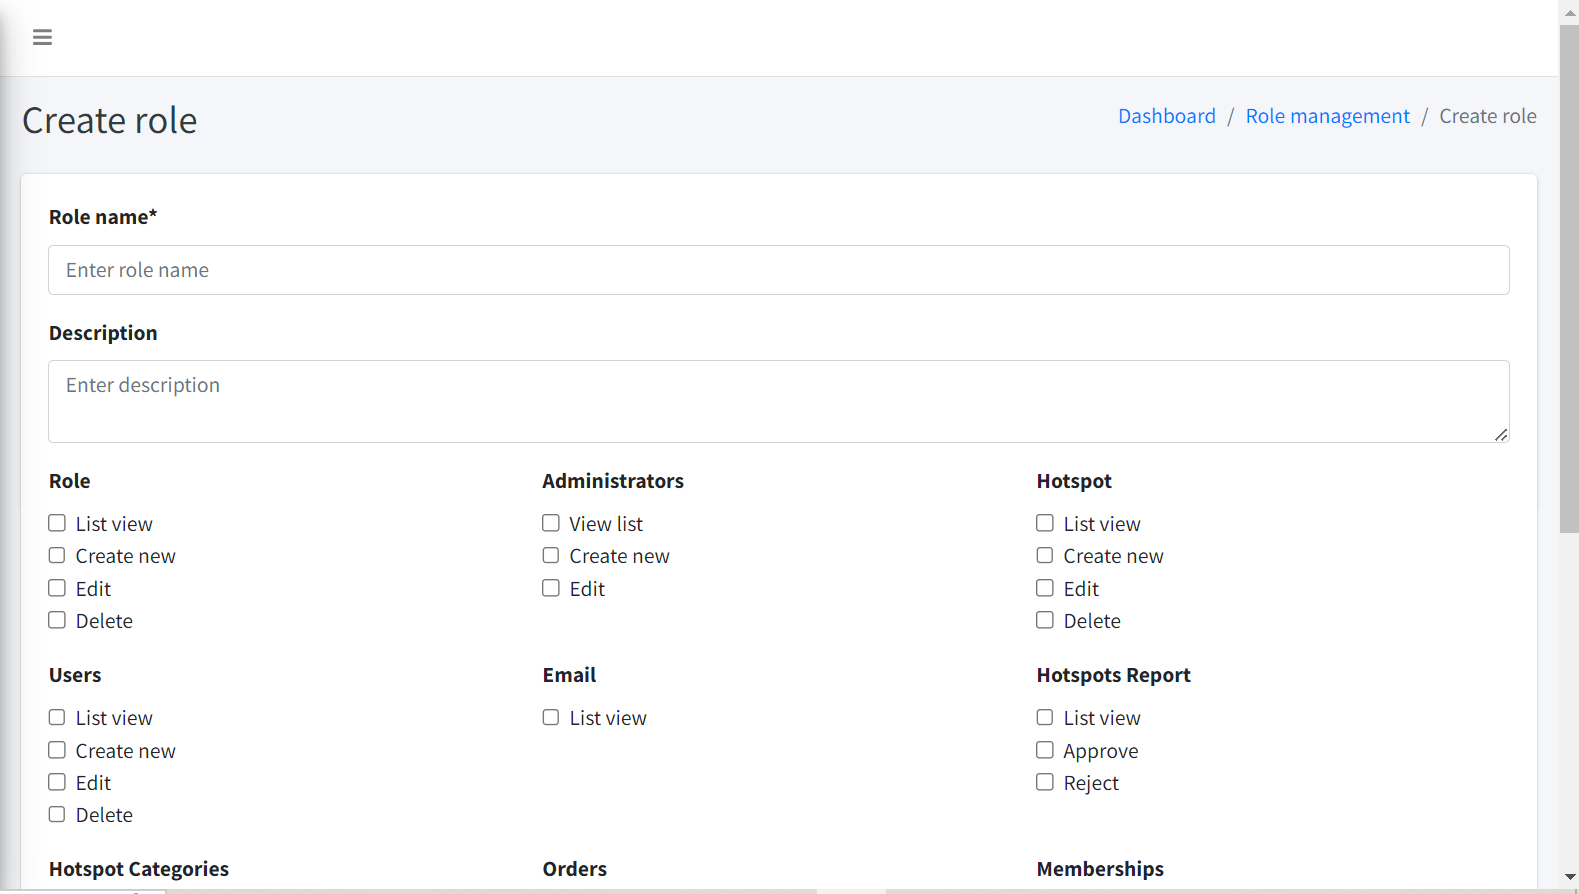 Create role
Dashboard / Role management / Create role
Role name*
Enter role name
Description
Enter description
Role
List view
Create new
Edit
Delete
Administrators
View list
Create new
Edit
Hotspot
List view
Create new
Edit
Delete
Users
List view
Create new
Edit
Delete
Email
List view
Hotspots Report
List view
Approve
Reject
Hotspot Categories
Orders
Memberships